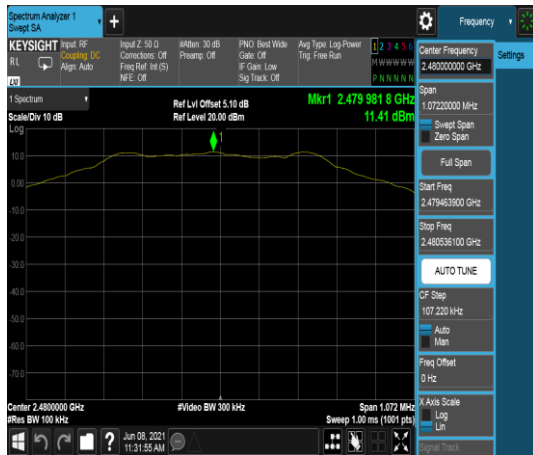 Spectrum Analyzer 1
Swept SA
Frequency
KEYSIGHT
RL
LXI
Input: RF
Coupling: DC
Align: Auto
Input Z: 50 Ω
Corrections: Off
Freq Ref: Int (S)
NFE: Off
#Atten: 30 dB
Preamp: Off
PNO: Best Wide
Gate: Off
IF Gain: Low
Sig Track: Off
Avg Type: Log-Power
Trig: Free Run
1 2 3 4 5 6
M W W W W W
P N N N N N
1 Spectrum
Scale/Div 10 dB
Log
Ref Lvl Offset 5.10 dB
Ref Level 20.00 dBm
Mkr1 2.479 981 8 GHz
11.41 dBm
1
10.0
0.00
-10.0
-20.0
-30.0
-40.0
-50.0
-60.0
-70.0
Center 2.4800000 GHz
#Res BW 100 kHz
#Video BW 300 kHz
Span 1.072 MHz
Sweep 1.00 ms (1001 pts)
?
Jun 08, 2021
11:31:55 AM
Center Frequency
2.480000000 GHz
Span
1.07220000 MHz
Swept Span
Zero Span
Full Span
Start Freq
2.479463900 GHz
Stop Freq
2.480536100 GHz
AUTO TUNE
CF Step
107.220 kHz
Auto
Man
Freq Offset
0 Hz
X Axis Scale
Log
Lin
Signal Track
Settings